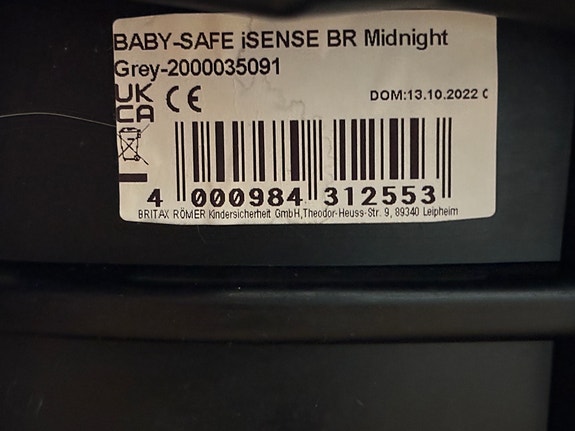 BABY-SAFE iSENSE BR Midnight
Grey-2000035091
UK
CA
CE
DOM:13.10.2022 C
4 000984 312553
BRITAX RÖMER Kindersicherheit GmbH,Theodor-Heuss-Str. 9, 89340 Leipheim